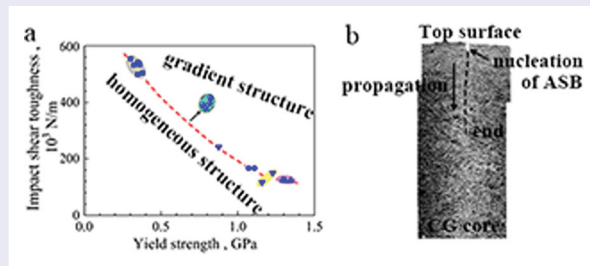 a
Impact shear toughness ,
10³ N/m
600
400
200
0
0.0
0.5
1.0
1.5
Yield strength , GPa
gradient structure
homogeneous structure
b
Top surface
nucleation
of ASB
propagation
end
CG core